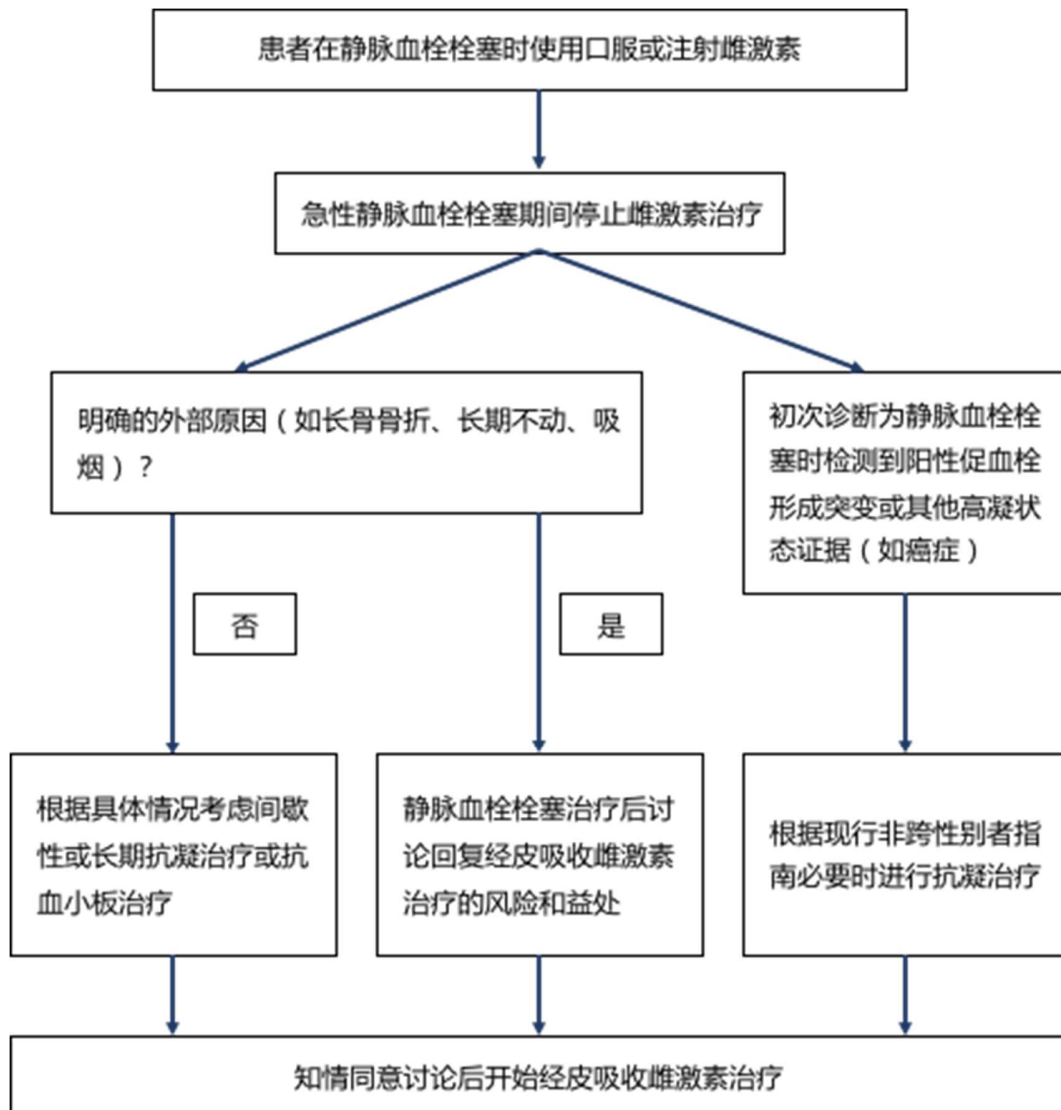 患者在静脉血栓栓塞时使用口服或注射雌激素
急性静脉血栓栓塞期间停止雌激素治疗
明确的外部原因（如长骨骨折、长期不动、吸
烟）？
初次诊断为静脉血栓栓
塞时检测到阳性促血栓
形成突变或其他高凝状
态证据（如癌症）
否
是
根据具体情况考虑间歇
性或长期抗凝治疗或抗
血小板治疗
静脉血栓栓塞治疗后讨
论回复经皮吸收雌激素
治疗的风险和益处
根据现行非跨性别者指
南必要时进行抗凝治疗
知情同意讨论后开始经皮吸收雌激素治疗